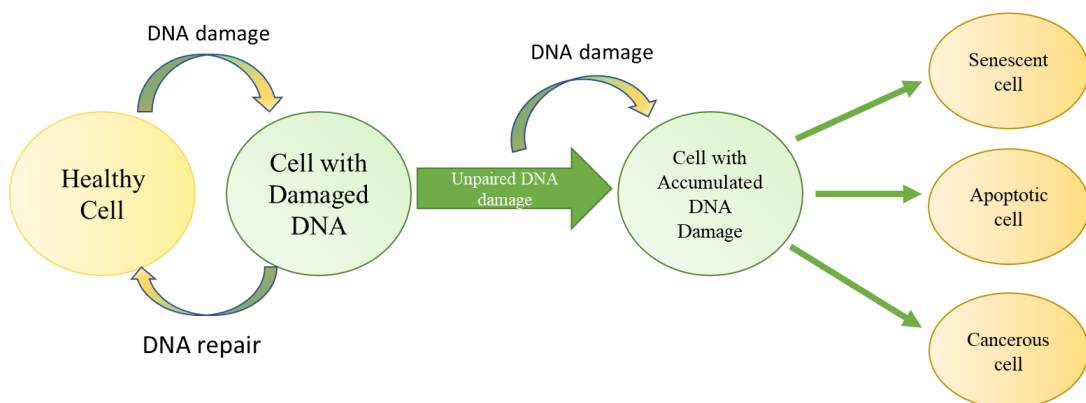 DNA damage
Healthy
Cell
Cell with
Damaged
DNA
DNA repair
Unpaired DNA
damage
DNA damage
Cell with
Accumulated
DNA
Damage
Senescent
cell
Apoptotic
cell
Cancerous
cell